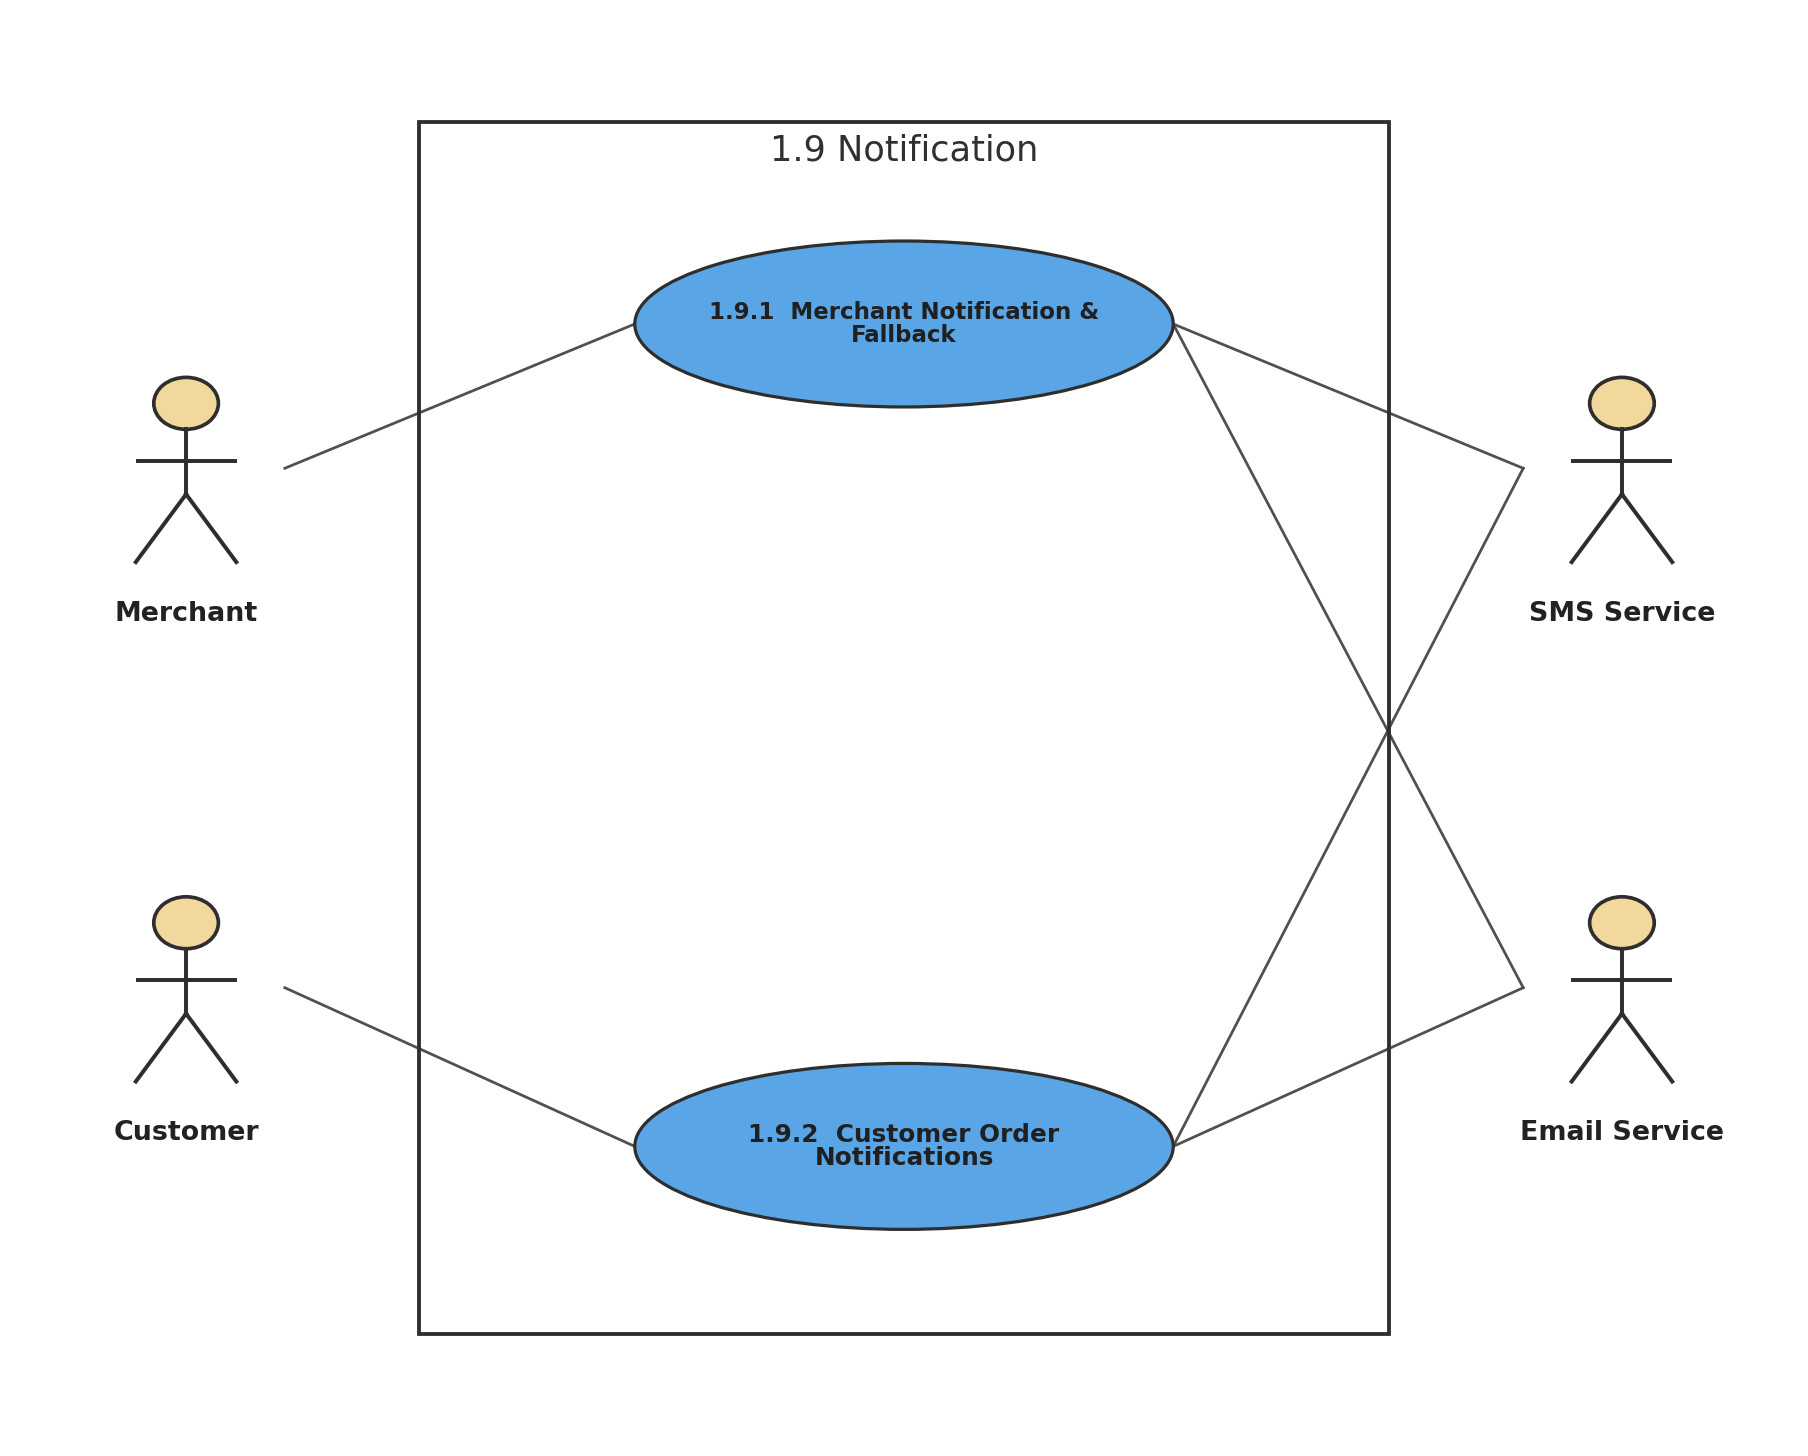 1.9 Notification
1.9.1  Merchant Notification &
Fallback
Merchant
SMS Service
Customer
Email Service
1.9.2  Customer Order
Notifications